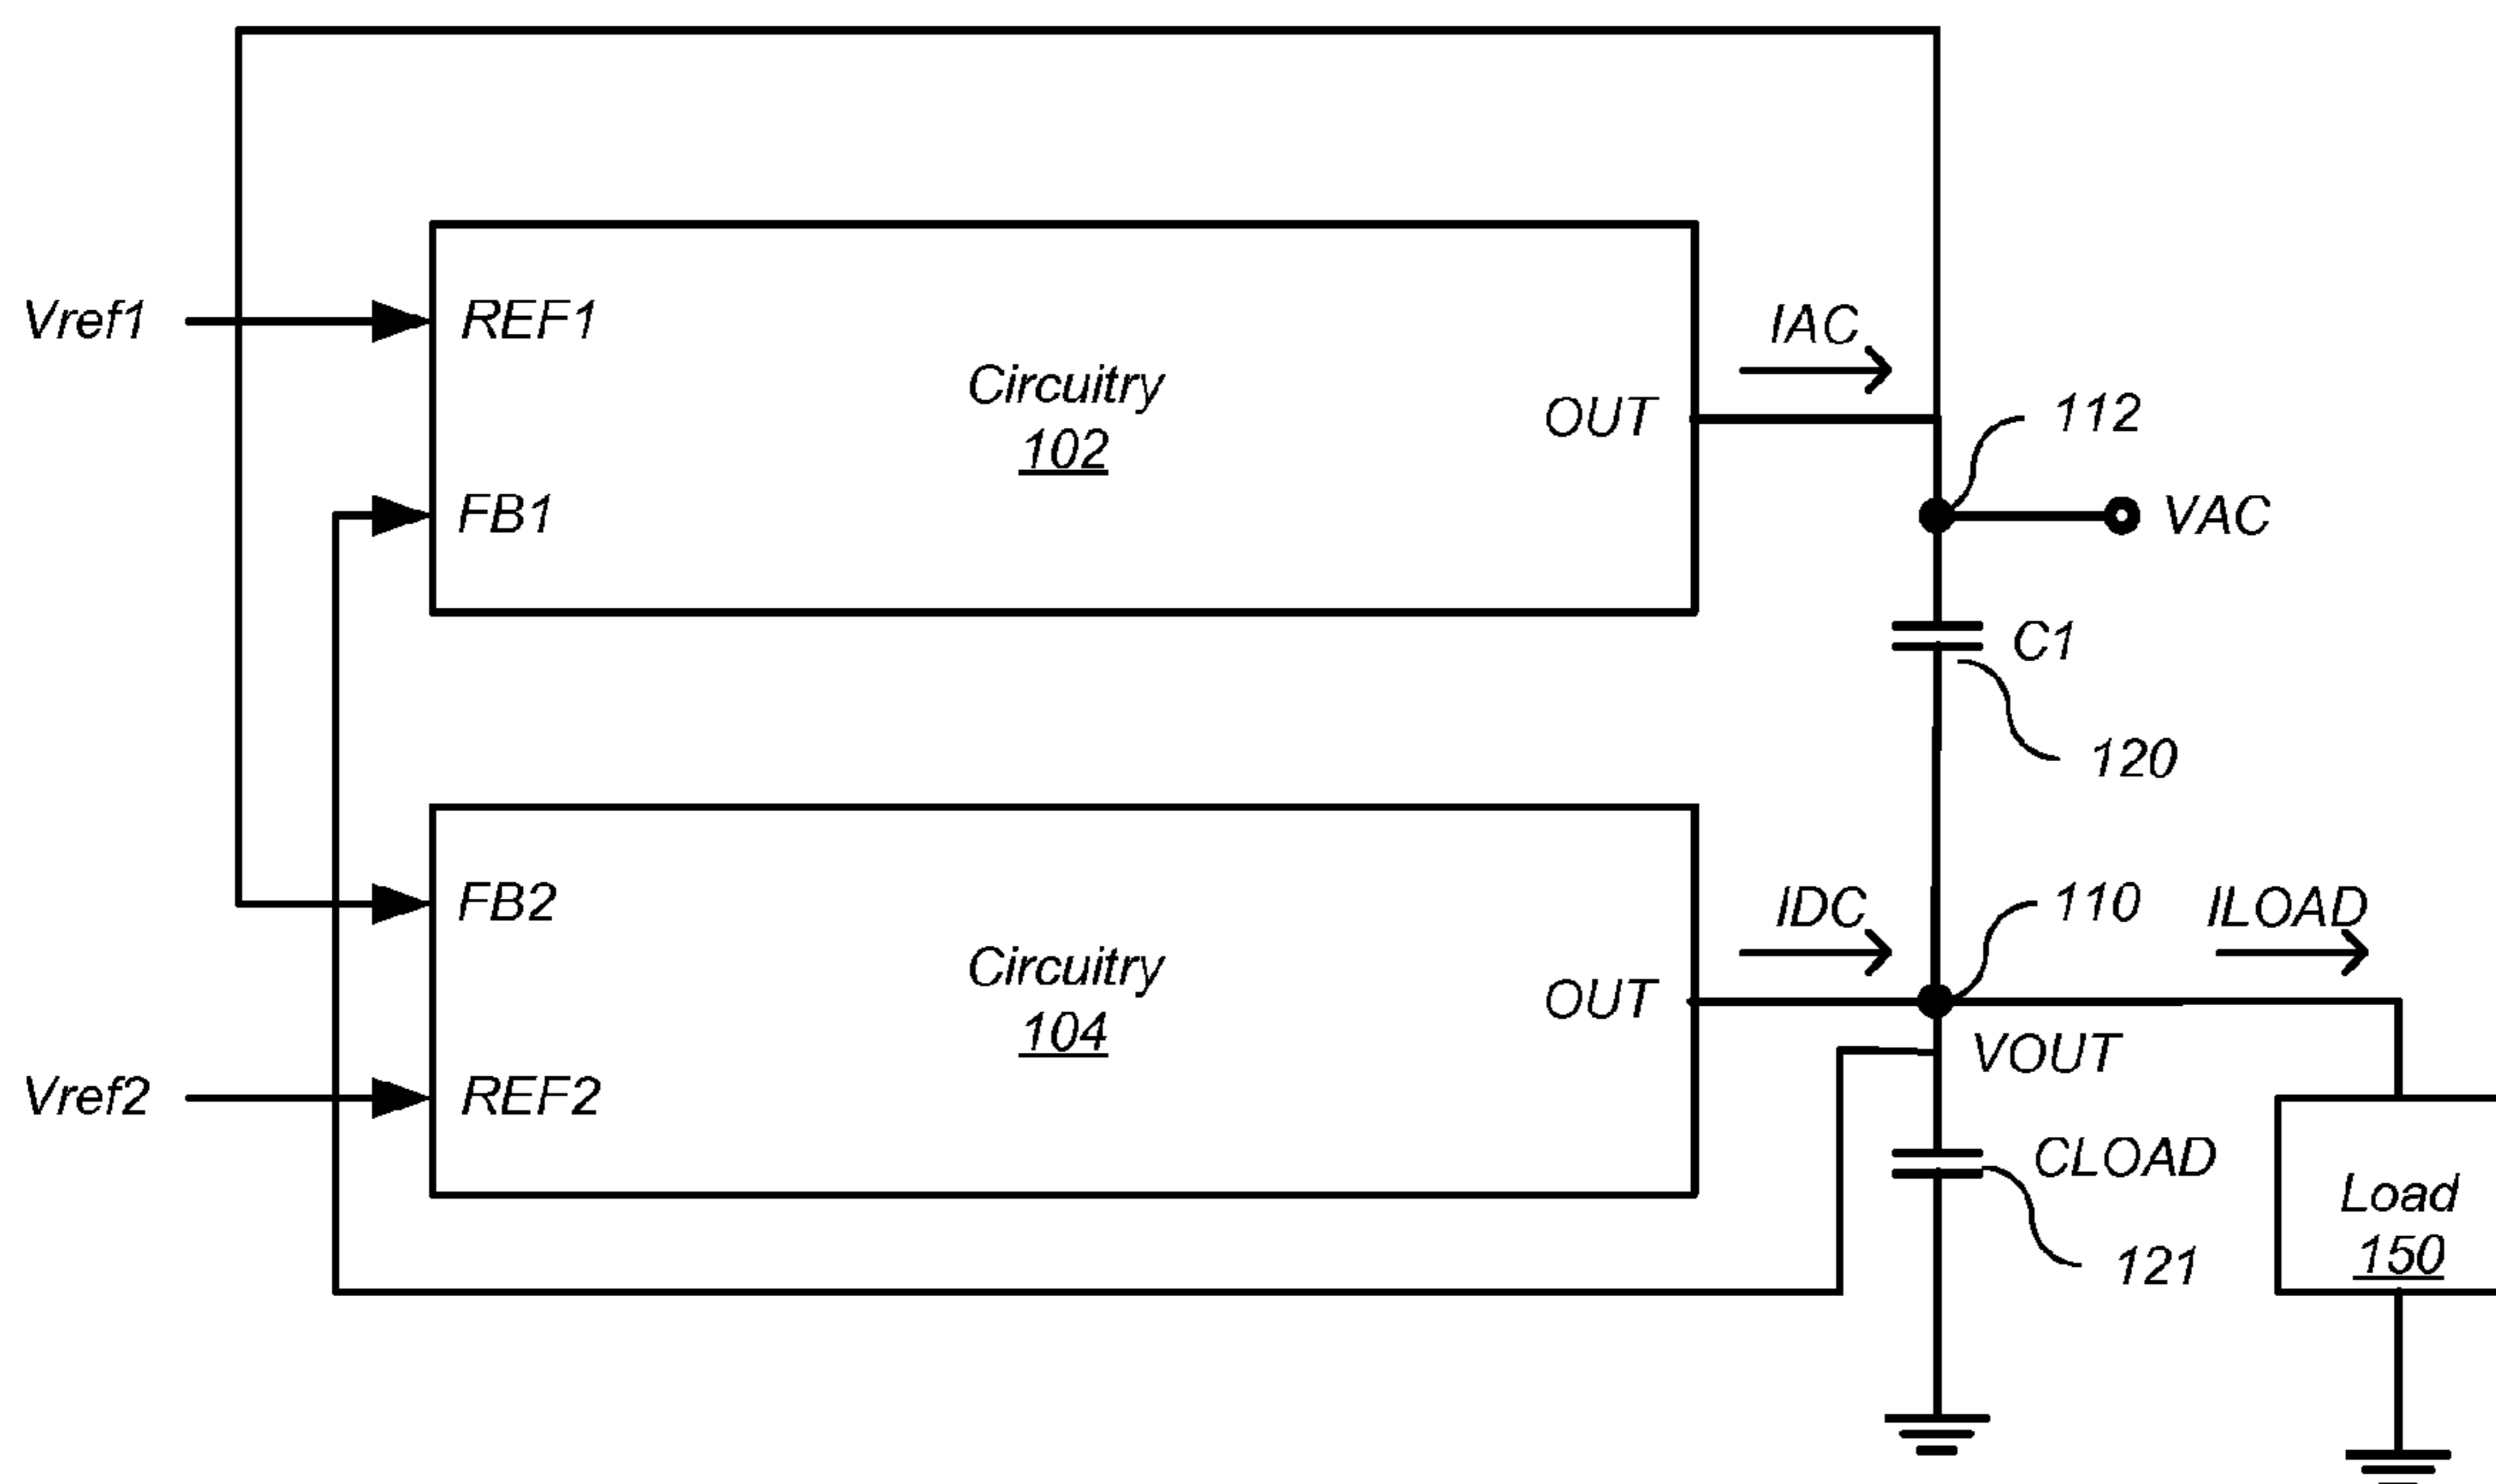 Vref1
REF1
FB1
Circuitry
102
OUT
IAC
112
VAC
C1
120
FB2
Circuitry
104
OUT
IDC
110
ILOAD
VOUT
Vref2
REF2
CLOAD
121
Load
150